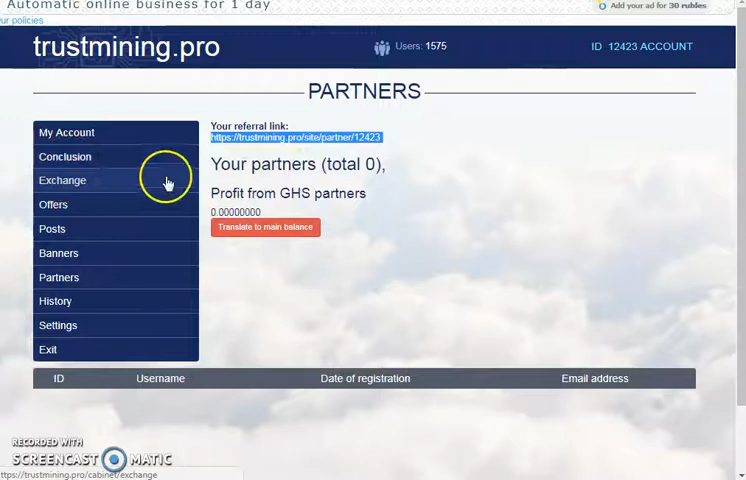 Automatic online business for 1 day
Add your ad for 30 rubles
ur policies
trustmining.pro
Users: 1575
ID 12423 ACCOUNT
PARTNERS
My Account
Conclusion
Exchange
Offers
Posts
Banners
Partners
History
Settings
Exit
Your referral link:
https://trustmining.pro/site/partner/12423
Your partners (total 0),
Profit from GHS partners
0.00000000
Translate to main balance
ID Username Date of registration Email address
RECORDED WITH
SCREENCAST MATIC
https://trustmining.pro/cabinet/exchange